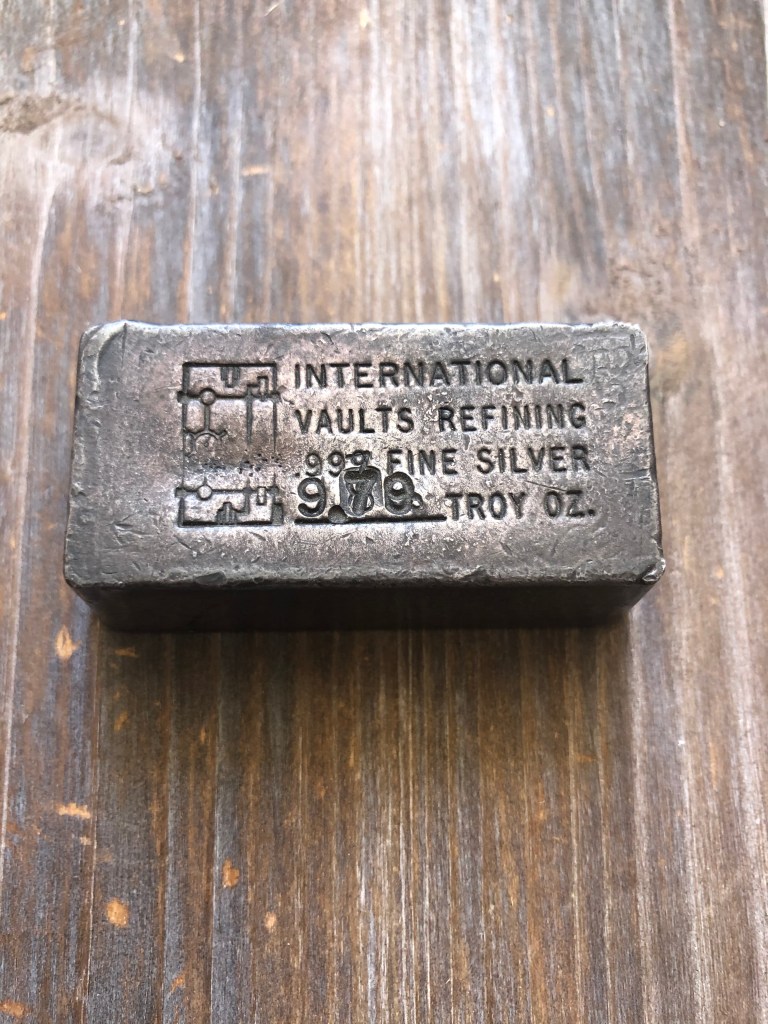 INTERNATIONAL
VAULTS REFINING
.999 FINE SILVER
9.79 TROY OZ.